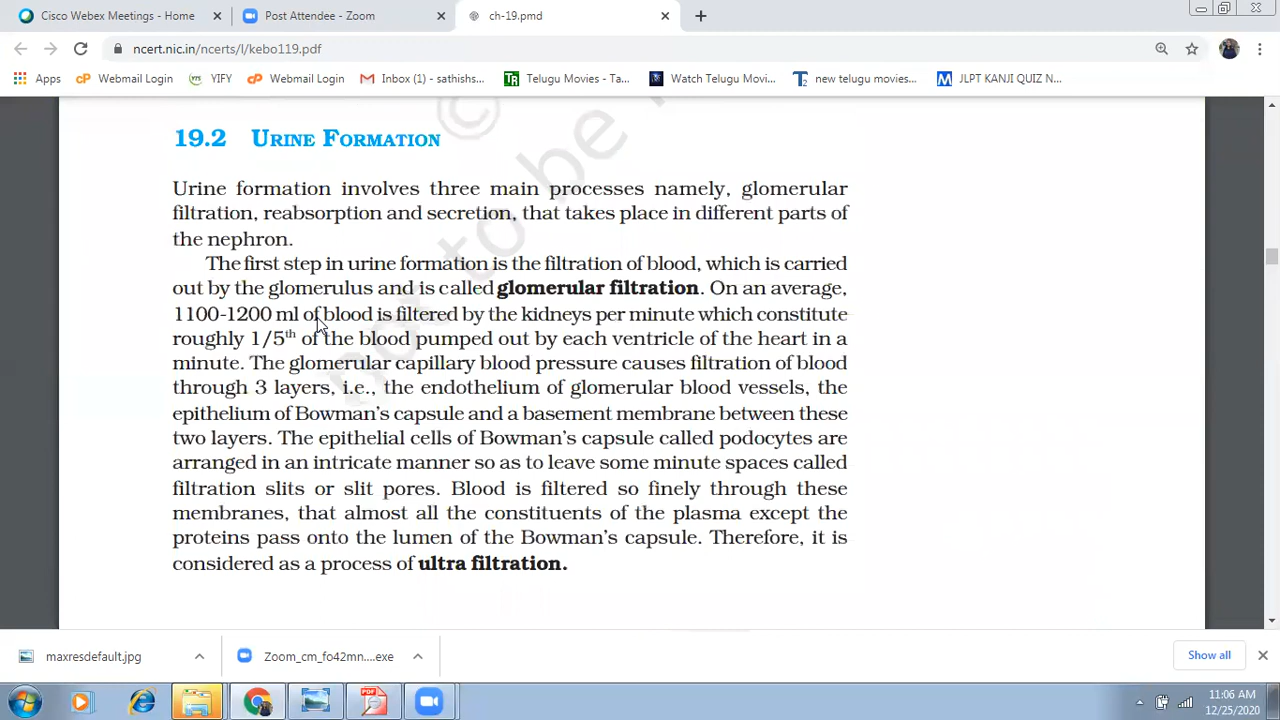 Cisco Webex Meetings - Home
Post Attendee - Zoom
ch-19.pmd
ncert.nic.in/ncerts/l/kebo119.pdf
Apps
Webmail Login
YIFY
Webmail Login
Inbox (1) - sathishs...
Telugu Movies - Ta...
Watch Telugu Movi...
new telugu movies...
JLPT KANJI QUIZ N...
©
not to be
19.2 URINE FORMATION
Urine formation involves three main processes namely, glomerular
filtration, reabsorption and secretion, that takes place in different parts of
the nephron.
The first step in urine formation is the filtration of blood, which is carried
out by the glomerulus and is called glomerular filtration. On an average,
1100-1200 ml of blood is filtered by the kidneys per minute which constitute
roughly 1/5th of the blood pumped out by each ventricle of the heart in a
minute. The glomerular capillary blood pressure causes filtration of blood
through 3 layers, i.e., the endothelium of glomerular blood vessels, the
epithelium of Bowman's capsule and a basement membrane between these
two layers. The epithelial cells of Bowman's capsule called podocytes are
arranged in an intricate manner so as to leave some minute spaces called
filtration slits or slit pores. Blood is filtered so finely through these
membranes, that almost all the constituents of the plasma except the
proteins pass onto the lumen of the Bowman's capsule. Therefore, it is
considered as a process of ultra filtration.
maxresdefault.jpg
Zoom_cm_fo42mn....exe
Show all
11:06 AM
12/25/2020